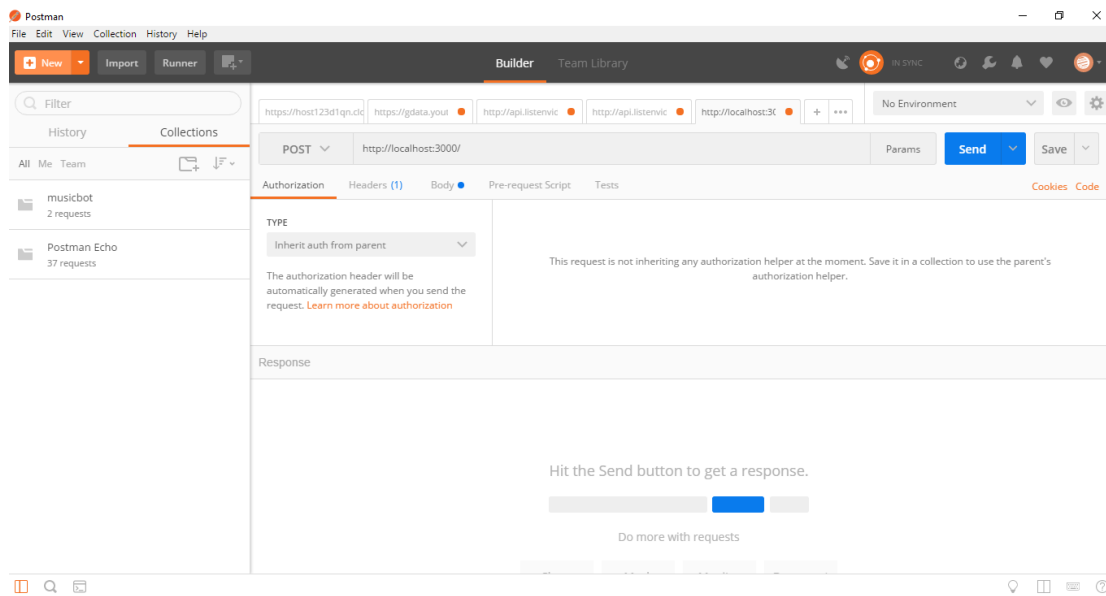 Postman
File Edit View Collection History Help
New Import Runner Builder Team Library IN SYNC
Filter
History Collections
All Me Team
musicbot
2 requests
Postman Echo
37 requests
https://host123d1qn.clo https://gdata.yout http://api.listenvic http://api.listenvic http://localhost:30 No Environment
POST http://localhost:3000/ Params Send Save
Authorization Headers (1) Body Pre-request Script Tests Cookies Code
TYPE
Inherit auth from parent
The authorization header will be
automatically generated when you send the
request. Learn more about authorization
This request is not inheriting any authorization helper at the moment. Save it in a collection to use the parent's
authorization helper.
Response
Hit the Send button to get a response.
Do more with requests